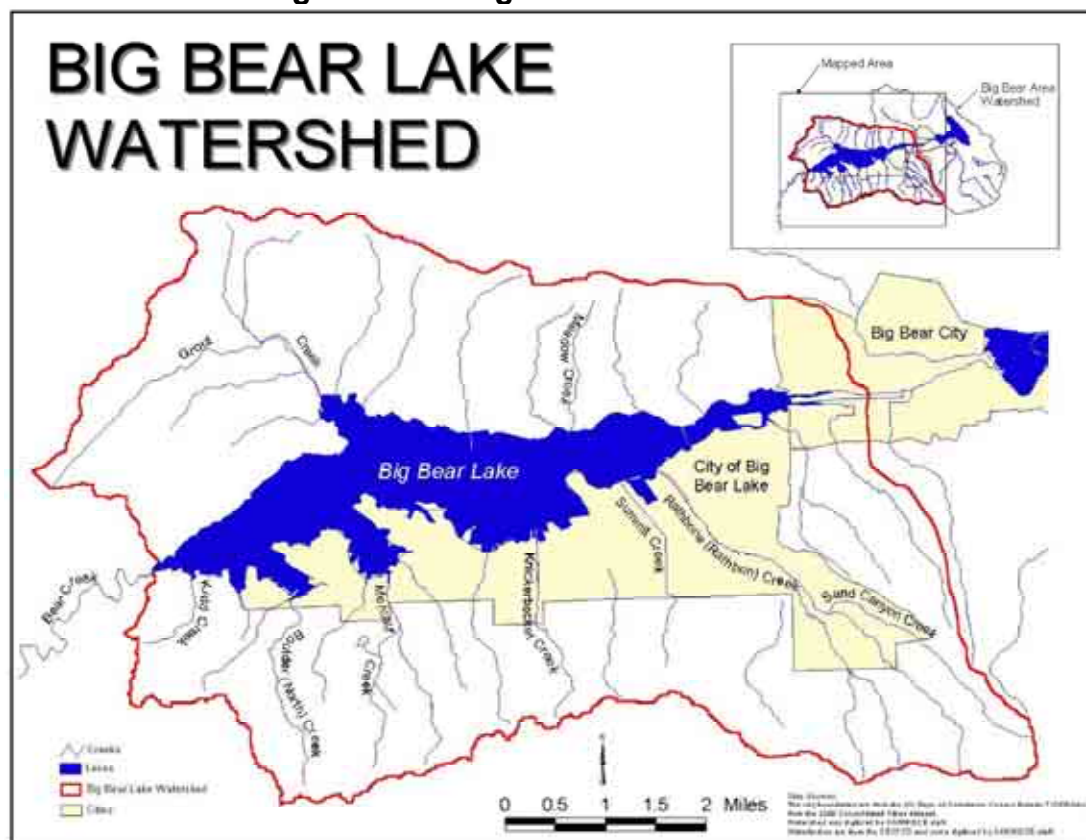 BIG BEAR LAKE
WATERSHED
Mapped Area
Big Bear Area
Watershed
Big Bear City
Grout
Creek
Meadow Creek
Big Bear Lake
City of Big
Bear Lake
Summit Creek
Rathbone (Rathbun) Creek
Sand Canyon Creek
Knickerbocker Creek
Bear Creek
Creek
Boulder (North) Creek
Creek
Creeks
Lakes
Big Bear Lake Watershed
Cities
0 0.5 1 1.5 2 Miles